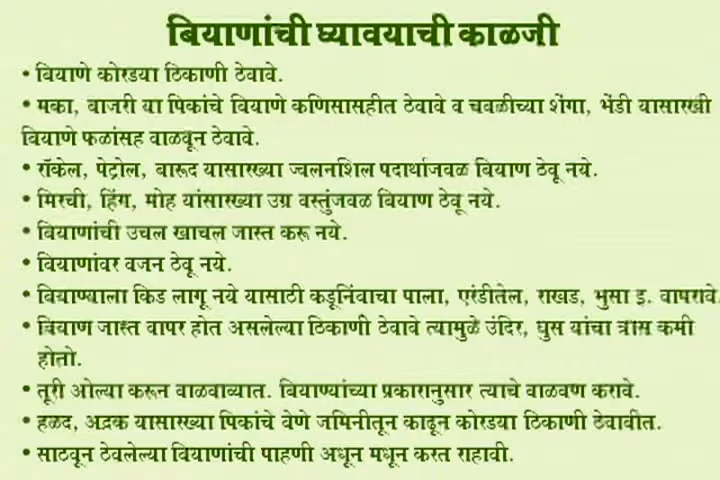 बियाणांची घ्यावयाची काळजी
• बियाणे कोरडया ठिकाणी ठेवावे.
• मका, बाजरी या पिकांचे बियाणे कणिसासहीत ठेवावे व चवळीच्या शेंगा, भेंडी यासारखी
बियाणे फळांसह वाळवून ठेवावे.
• रॉकेल, पेट्रोल, बारूद यासारख्या ज्वलनशिल पदार्थाजवळ बियाण ठेवू नये.
• मिरची, हिंग, मोह यांसारख्या उग्र वस्तुंजवळ बियाण ठेवू नये.
• बियाणांची उचल खाचल जास्त करू नये.
• बियाणांवर वजन ठेवू नये.
• बियाण्याला किड लागू नये यासाठी कडूनिंबाचा पाला, एरंडीतेल, राखड, भुसा इ. वापरावे.
• बियाण जास्त वापर होत असलेल्या ठिकाणी ठेवावे त्यामुळे उंदिर, घुस यांचा त्रास कमी
होतो.
• तूरी ओल्या करून वाळवाव्यात. बियाण्यांच्या प्रकारानुसार त्याचे वाळवण करावे.
• हळद, अद्रक यासारख्या पिकांचे वेणे जमिनीतून काढून कोरडया ठिकाणी ठेवावीत.
• साठवून ठेवलेल्या बियाणांची पाहणी अधून मधून करत राहावी.